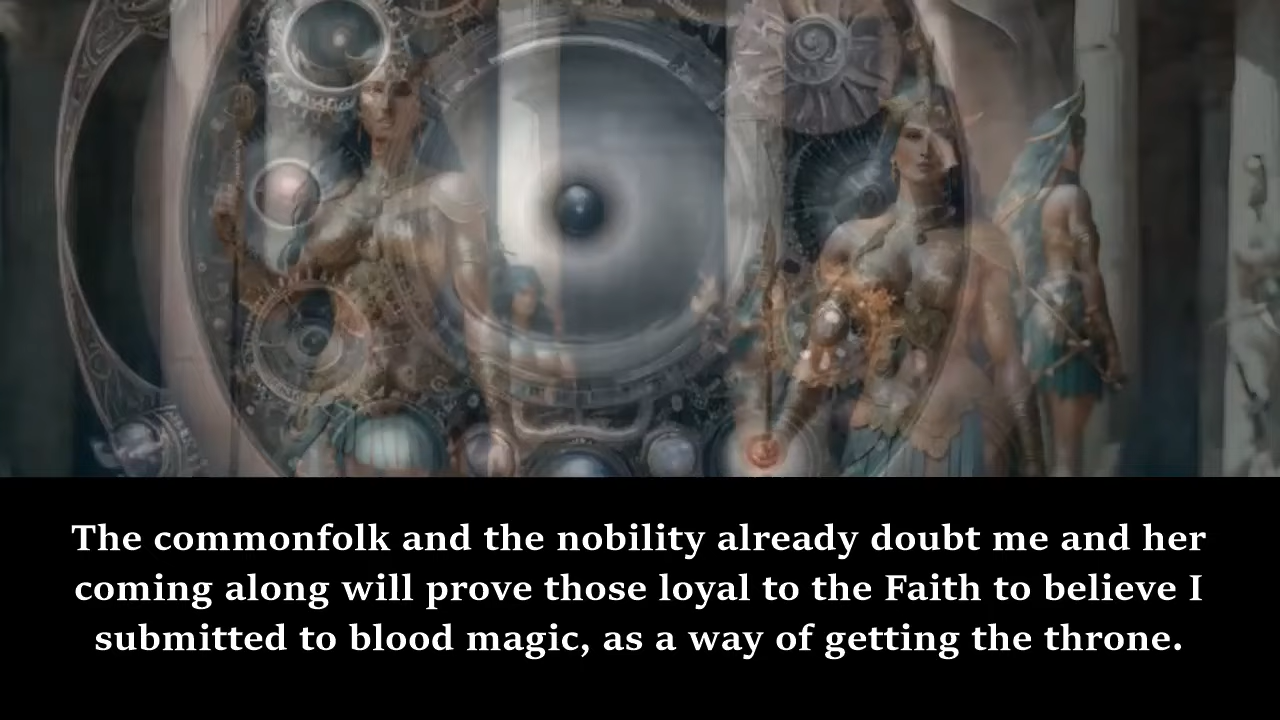 The commonfolk and the nobility already doubt me and her
coming along will prove those loyal to the Faith to believe I
submitted to blood magic, as a way of getting the throne.